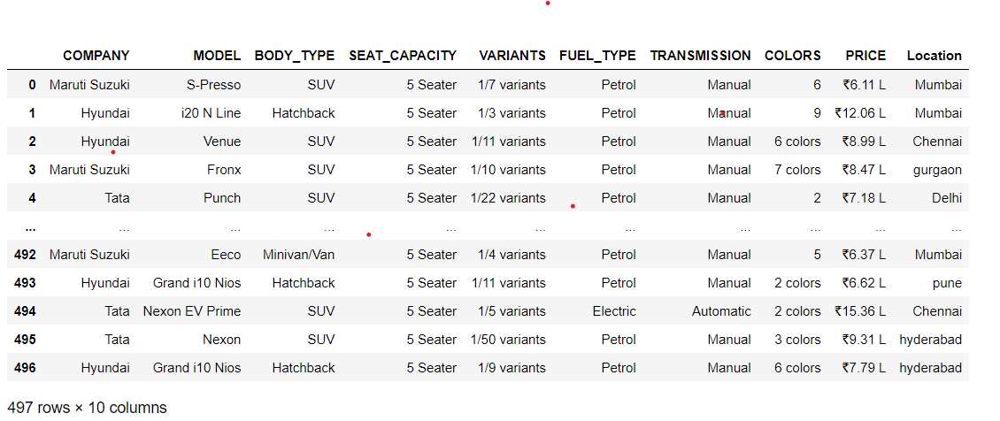 COMPANY MODEL BODY_TYPE SEAT_CAPACITY VARIANTS FUEL_TYPE TRANSMISSION COLORS PRICE Location
0 Maruti Suzuki S-Presso SUV 5 Seater 1/7 variants Petrol Manual 6 ₹6.11 L Mumbai
1 Hyundai i20 N Line Hatchback 5 Seater 1/3 variants Petrol Manual 9 ₹12.06 L Mumbai
2 Hyundai Venue SUV 5 Seater 1/11 variants Petrol Manual 6 colors ₹8.99 L Chennai
3 Maruti Suzuki Fronx SUV 5 Seater 1/10 variants Petrol Manual 7 colors ₹8.47 L gurgaon
4 Tata Punch SUV 5 Seater 1/22 variants Petrol Manual 2 ₹7.18 L Delhi
... ... ... ... ... ... ... ... ... ... ...
492 Maruti Suzuki Eeco Minivan/Van 5 Seater 1/4 variants Petrol Manual 5 ₹6.37 L Mumbai
493 Hyundai Grand i10 Nios Hatchback 5 Seater 1/11 variants Petrol Manual 2 colors ₹6.62 L pune
494 Tata Nexon EV Prime SUV 5 Seater 1/5 variants Electric Automatic 2 colors ₹15.36 L Chennai
495 Tata Nexon SUV 5 Seater 1/50 variants Petrol Manual 3 colors ₹9.31 L hyderabad
496 Hyundai Grand i10 Nios Hatchback 5 Seater 1/9 variants Petrol Manual 6 colors ₹7.79 L hyderabad
497 rows × 10 columns